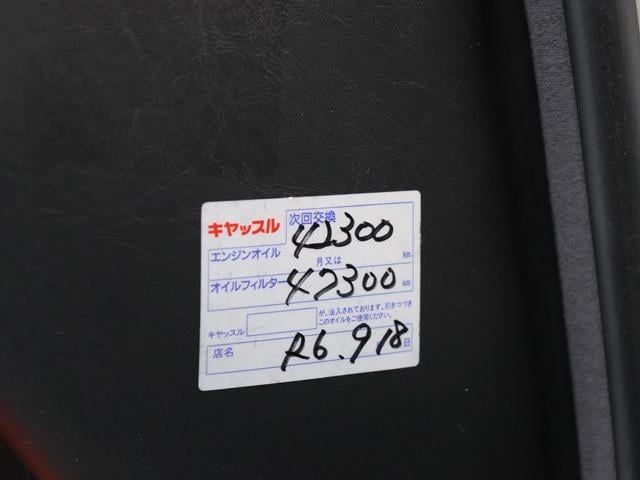 キャッスル 次回交換
エンジンオイル 42300 km
月又は
オイルフィルター 47300 km
キャッスル が、注入されております。引きつづき
このオイルをご使用ください。
店名 R6.9 18日